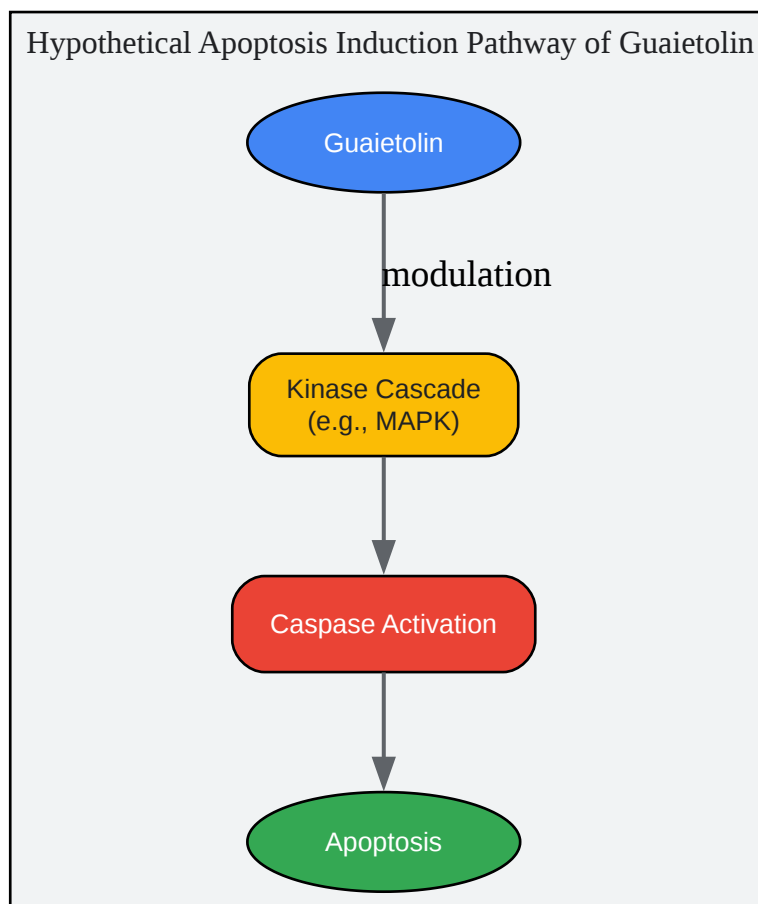 Hypothetical Apoptosis Induction Pathway of Guaietolin
Guaietolin
modulation
Kinase Cascade
(e.g., MAPK)
Caspase Activation
Apoptosis